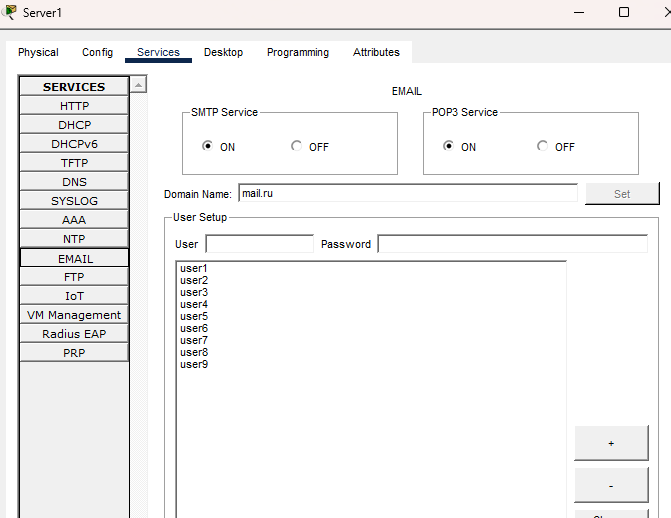 Server1
Physical Config Services Desktop Programming Attributes
SERVICES
HTTP
DHCP
DHCPv6
TFTP
DNS
SYSLOG
AAA
NTP
EMAIL
FTP
IoT
VM Management
Radius EAP
PRP
EMAIL
SMTP Service
ON OFF
POP3 Service
ON OFF
Domain Name: mail.ru Set
User Setup
User Password
user1
user2
user3
user4
user5
user6
user7
user8
user9
+
-